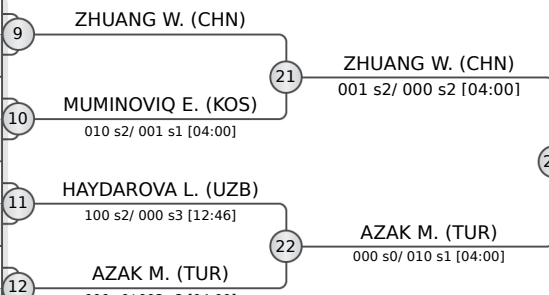 9
ZHUANG W. (CHN)
21
ZHUANG W. (CHN)
001 s2/ 000 s2 [04:00]
10
MUMINOVIQ E. (KOS)
010 s2/ 001 s1 [04:00]
11
HAYDAROVA L. (UZB)
100 s2/ 000 s3 [12:46]
22
AZAK M. (TUR)
000 s0/ 010 s1 [04:00]
12
AZAK M. (TUR)